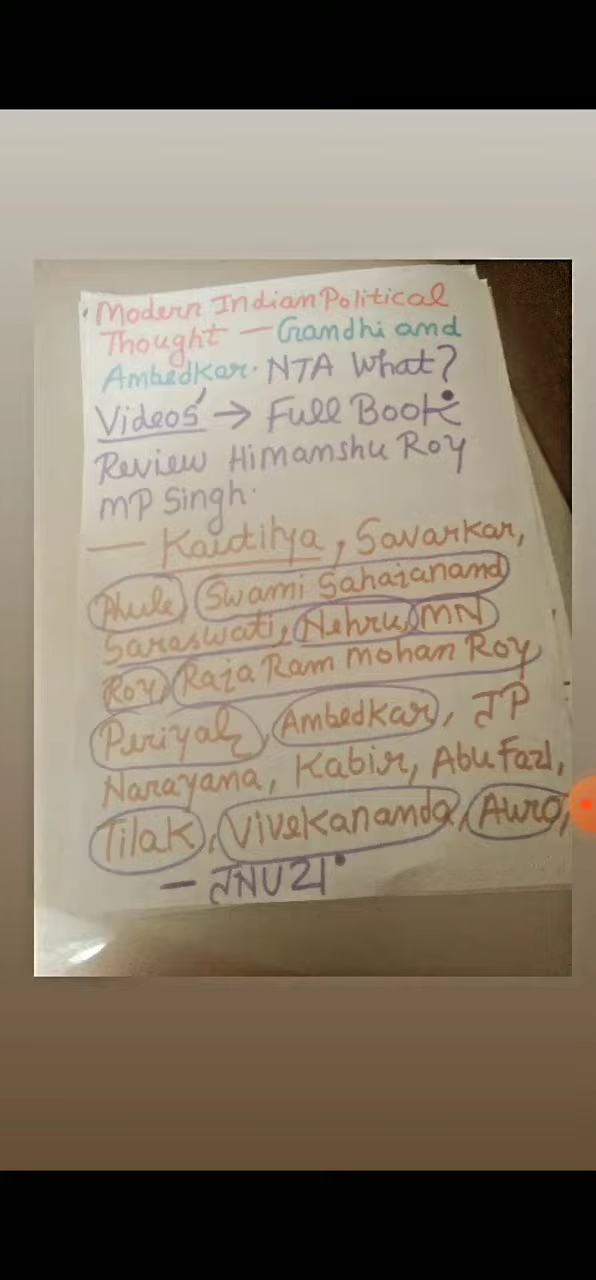 Modern Indian Political
Thought — Gandhi and
Ambedkar. NTA What?
Videos → Full Book
Review Himanshu Roy
MP Singh.
— Kautilya, Savarkar,
Phule, Swami Sahajanand
Saraswati, Nehru, MN
Roy, Raja Ram Mohan Roy
Periyar, Ambedkar, JP
Narayana, Kabir, Abu Fazl,
Tilak, Vivekananda, Auro,